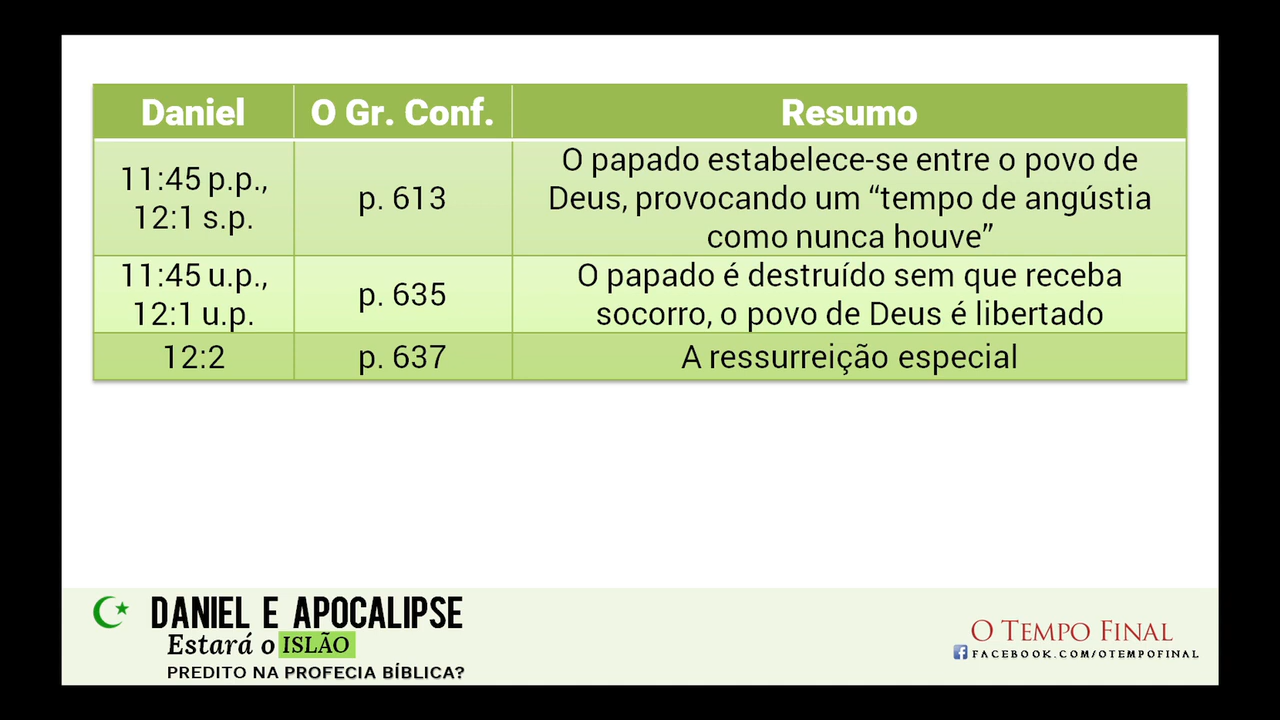 Daniel
O Gr. Conf.
Resumo
11:45 p.p.,
12:1 s.p.
p. 613
O papado estabelece-se entre o povo de
Deus, provocando um “tempo de angústia
como nunca houve”
11:45 u.p.,
12:1 u.p.
p. 635
O papado é destruído sem que receba
socorro, o povo de Deus é libertado
12:2
p. 637
A ressurreição especial
DANIEL E APOCALIPSE
Estará o ISLÃO
PREDITO NA PROFECIA BÍBLICA?
O TEMPO FINAL
FACEBOOK.COM/OTEMPOFINAL